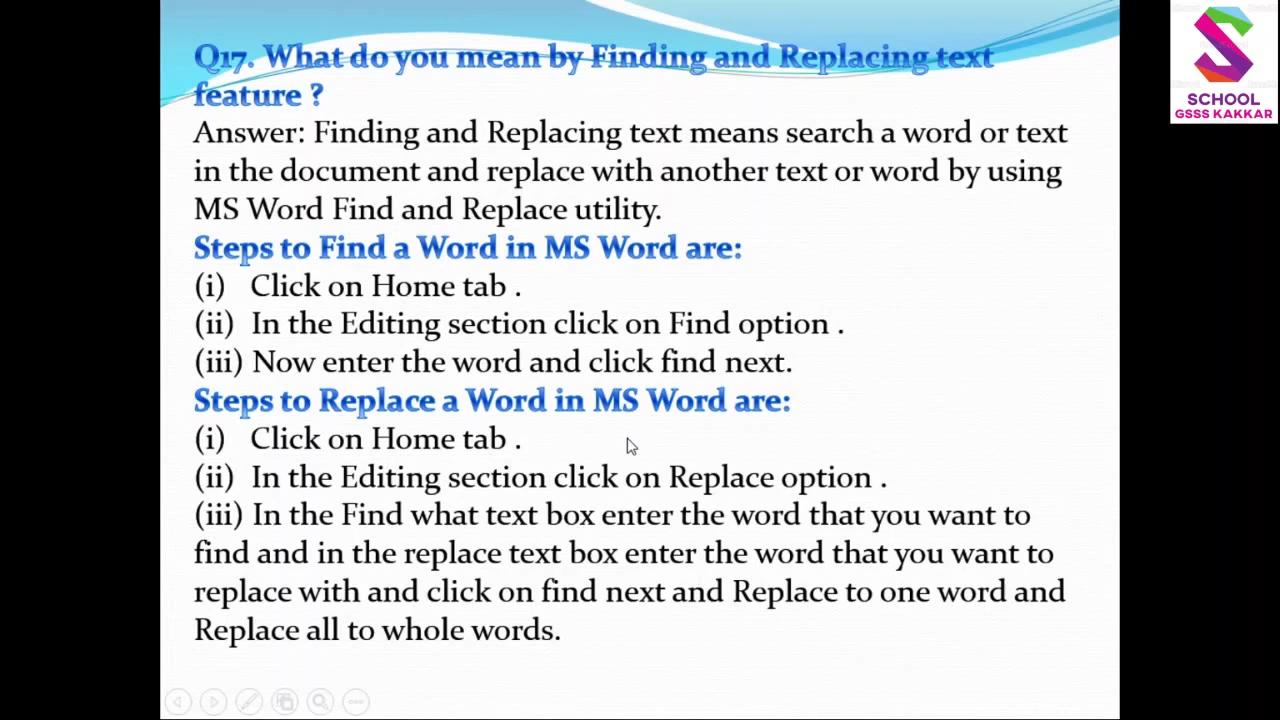 Q17. What do you mean by Finding and Replacing text
feature ?
Answer: Finding and Replacing text means search a word or text
in the document and replace with another text or word by using
MS Word Find and Replace utility.
Steps to Find a Word in MS Word are:
(i) Click on Home tab .
(ii) In the Editing section click on Find option .
(iii) Now enter the word and click find next.
Steps to Replace a Word in MS Word are:
(i) Click on Home tab .
(ii) In the Editing section click on Replace option .
(iii) In the Find what text box enter the word that you want to
find and in the replace text box enter the word that you want to
replace with and click on find next and Replace to one word and
Replace all to whole words.
SCHOOL
GSSS KAKKAR